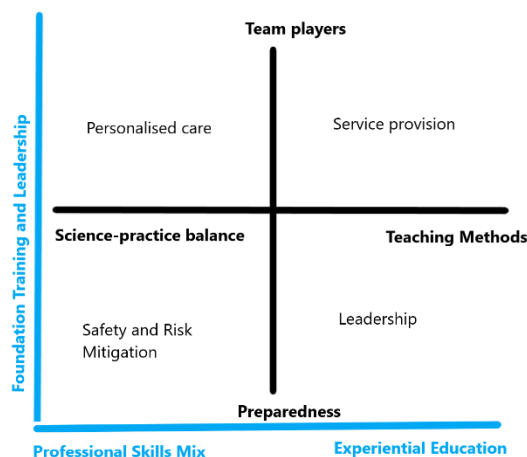 Team players
Personalised care
Service provision
Foundation Training and Leadership
Science-practice balance
Teaching Methods
Safety and Risk
Mitigation
Leadership
Preparedness
Professional Skills Mix
Experiential Education